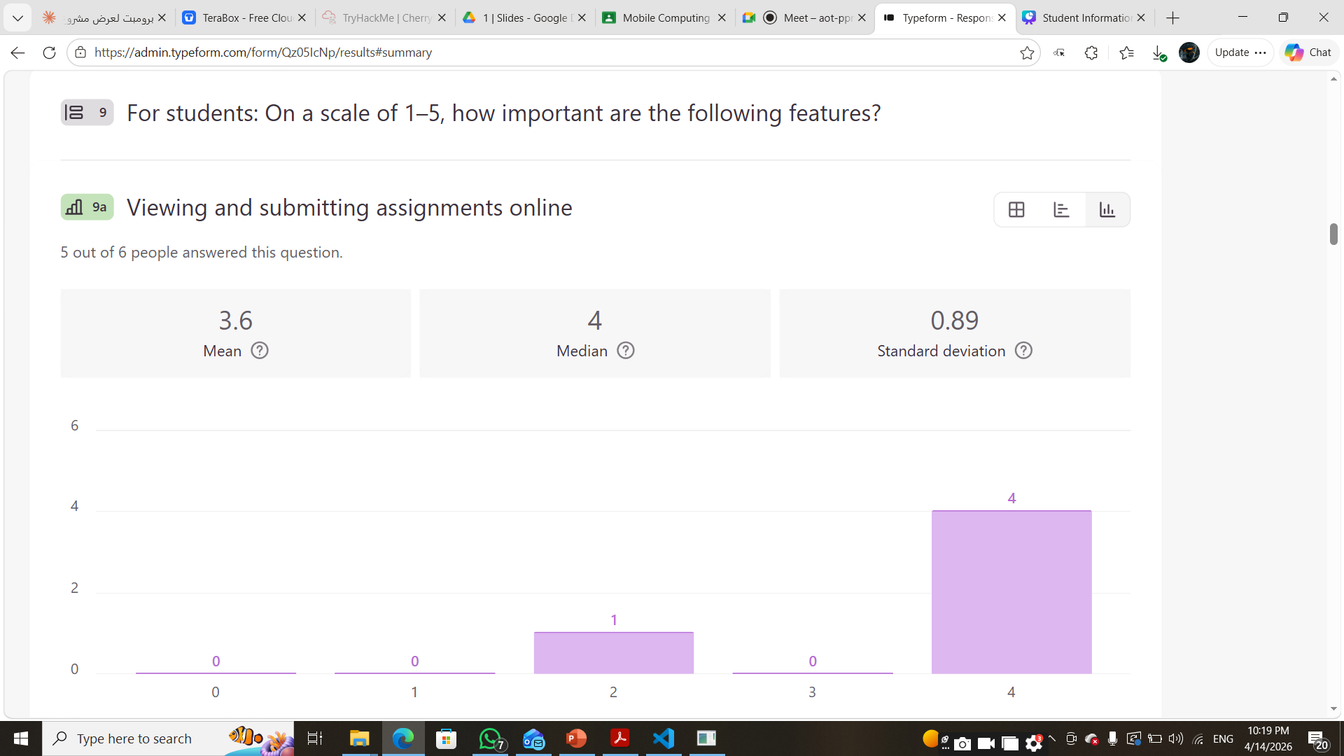 بروميت لعرض مشرو
TeraBox - Free Clou
TryHackMe | Cherry
1 | Slides - Google D
Mobile Computing
Meet – aot-ppr
Typeform - Respon
Student Informatio
https://admin.typeform.com/form/Qz05IcNp/results#summary
Update
Chat
9 For students: On a scale of 1–5, how important are the following features?
9a Viewing and submitting assignments online
5 out of 6 people answered this question.
3.6 4 0.89
Mean ? Median ? Standard deviation ?
6
4
4
2
1
0 0 0
0
0 1 2 3 4
Type here to search
7
3
ENG
10:19 PM
4/14/2026
20